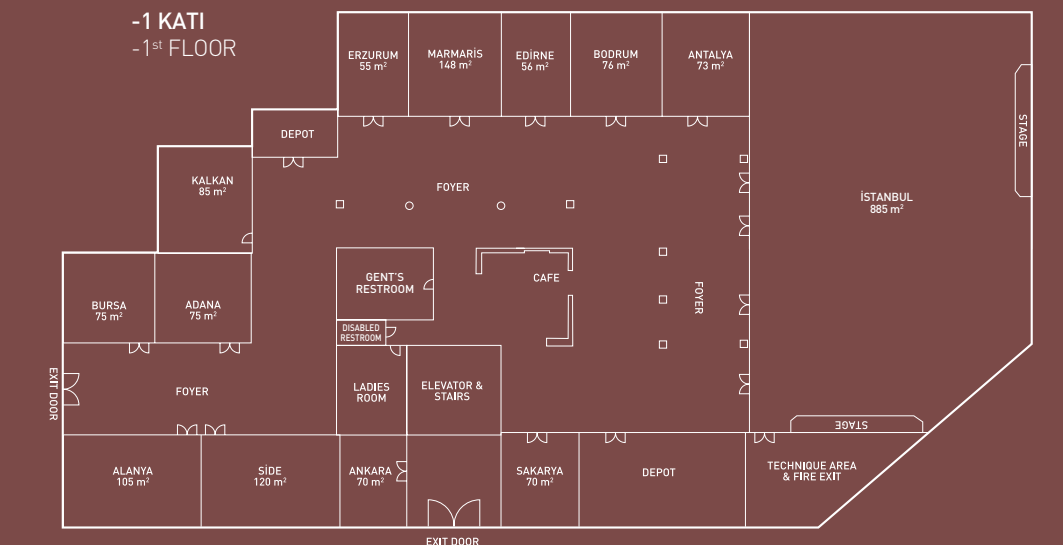 -1 KATI
-1st FLOOR
ERZURUM
55 m²
MARMARİS
148 m²
EDİRNE
56 m²
BODRUM
76 m²
ANTALYA
73 m²
DEPOT
STAGE
KALKAN
85 m²
FOYER
İSTANBUL
885 m²
GENT'S
RESTROOM
CAFE
FOYER
BURSA
75 m²
ADANA
75 m²
DISABLED
RESTROOM
EXIT DOOR
FOYER
LADIES
ROOM
ELEVATOR &
STAIRS
STAGE
ALANYA
105 m²
SİDE
120 m²
ANKARA
70 m²
SAKARYA
70 m²
DEPOT
TECHNIQUE AREA
& FIRE EXIT
EXIT DOOR